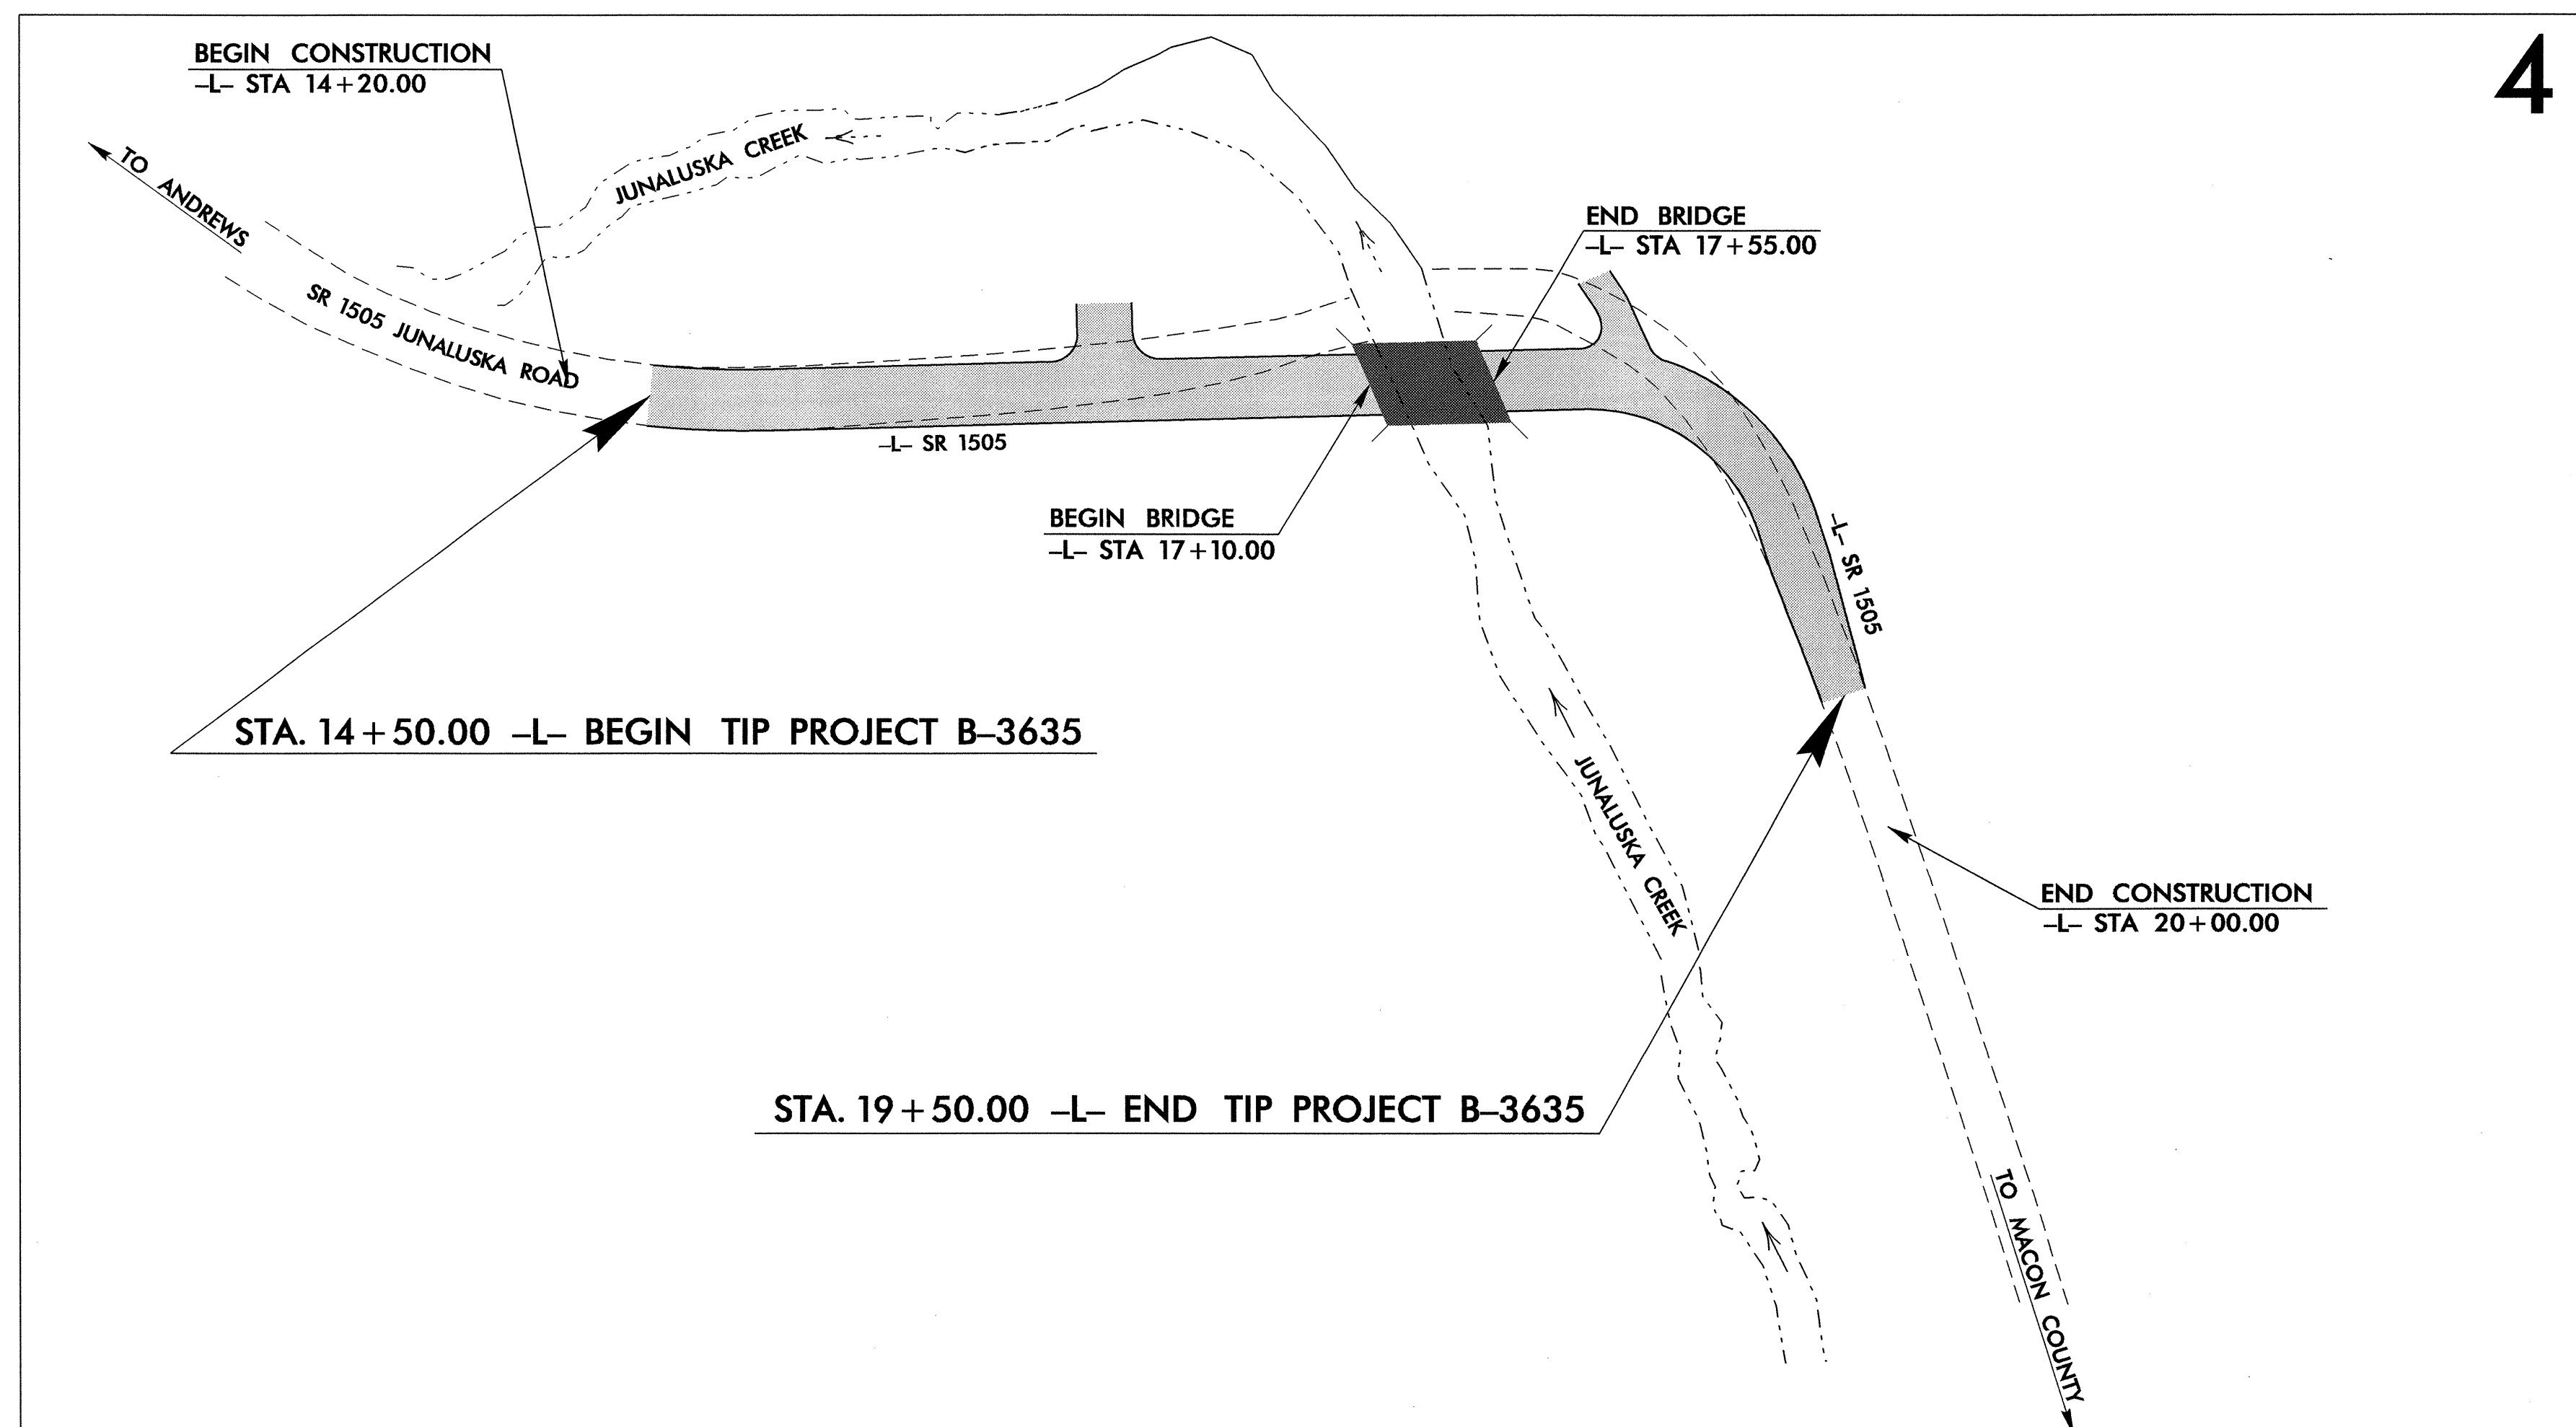 4
BEGIN CONSTRUCTION
-L- STA 14+20.00
JUNALUSKA CREEK
TO ANDREWS
END BRIDGE
-L- STA 17+55.00
SR 1505 JUNALUSKA ROAD
-L- SR 1505
BEGIN BRIDGE
-L- STA 17+10.00
-L- SR 1505
STA. 14+50.00 -L- BEGIN TIP PROJECT B-3635
JUNALUSKA CREEK
END CONSTRUCTION
-L- STA 20+00.00
STA. 19+50.00 -L- END TIP PROJECT B-3635
TO MACON COUNTY